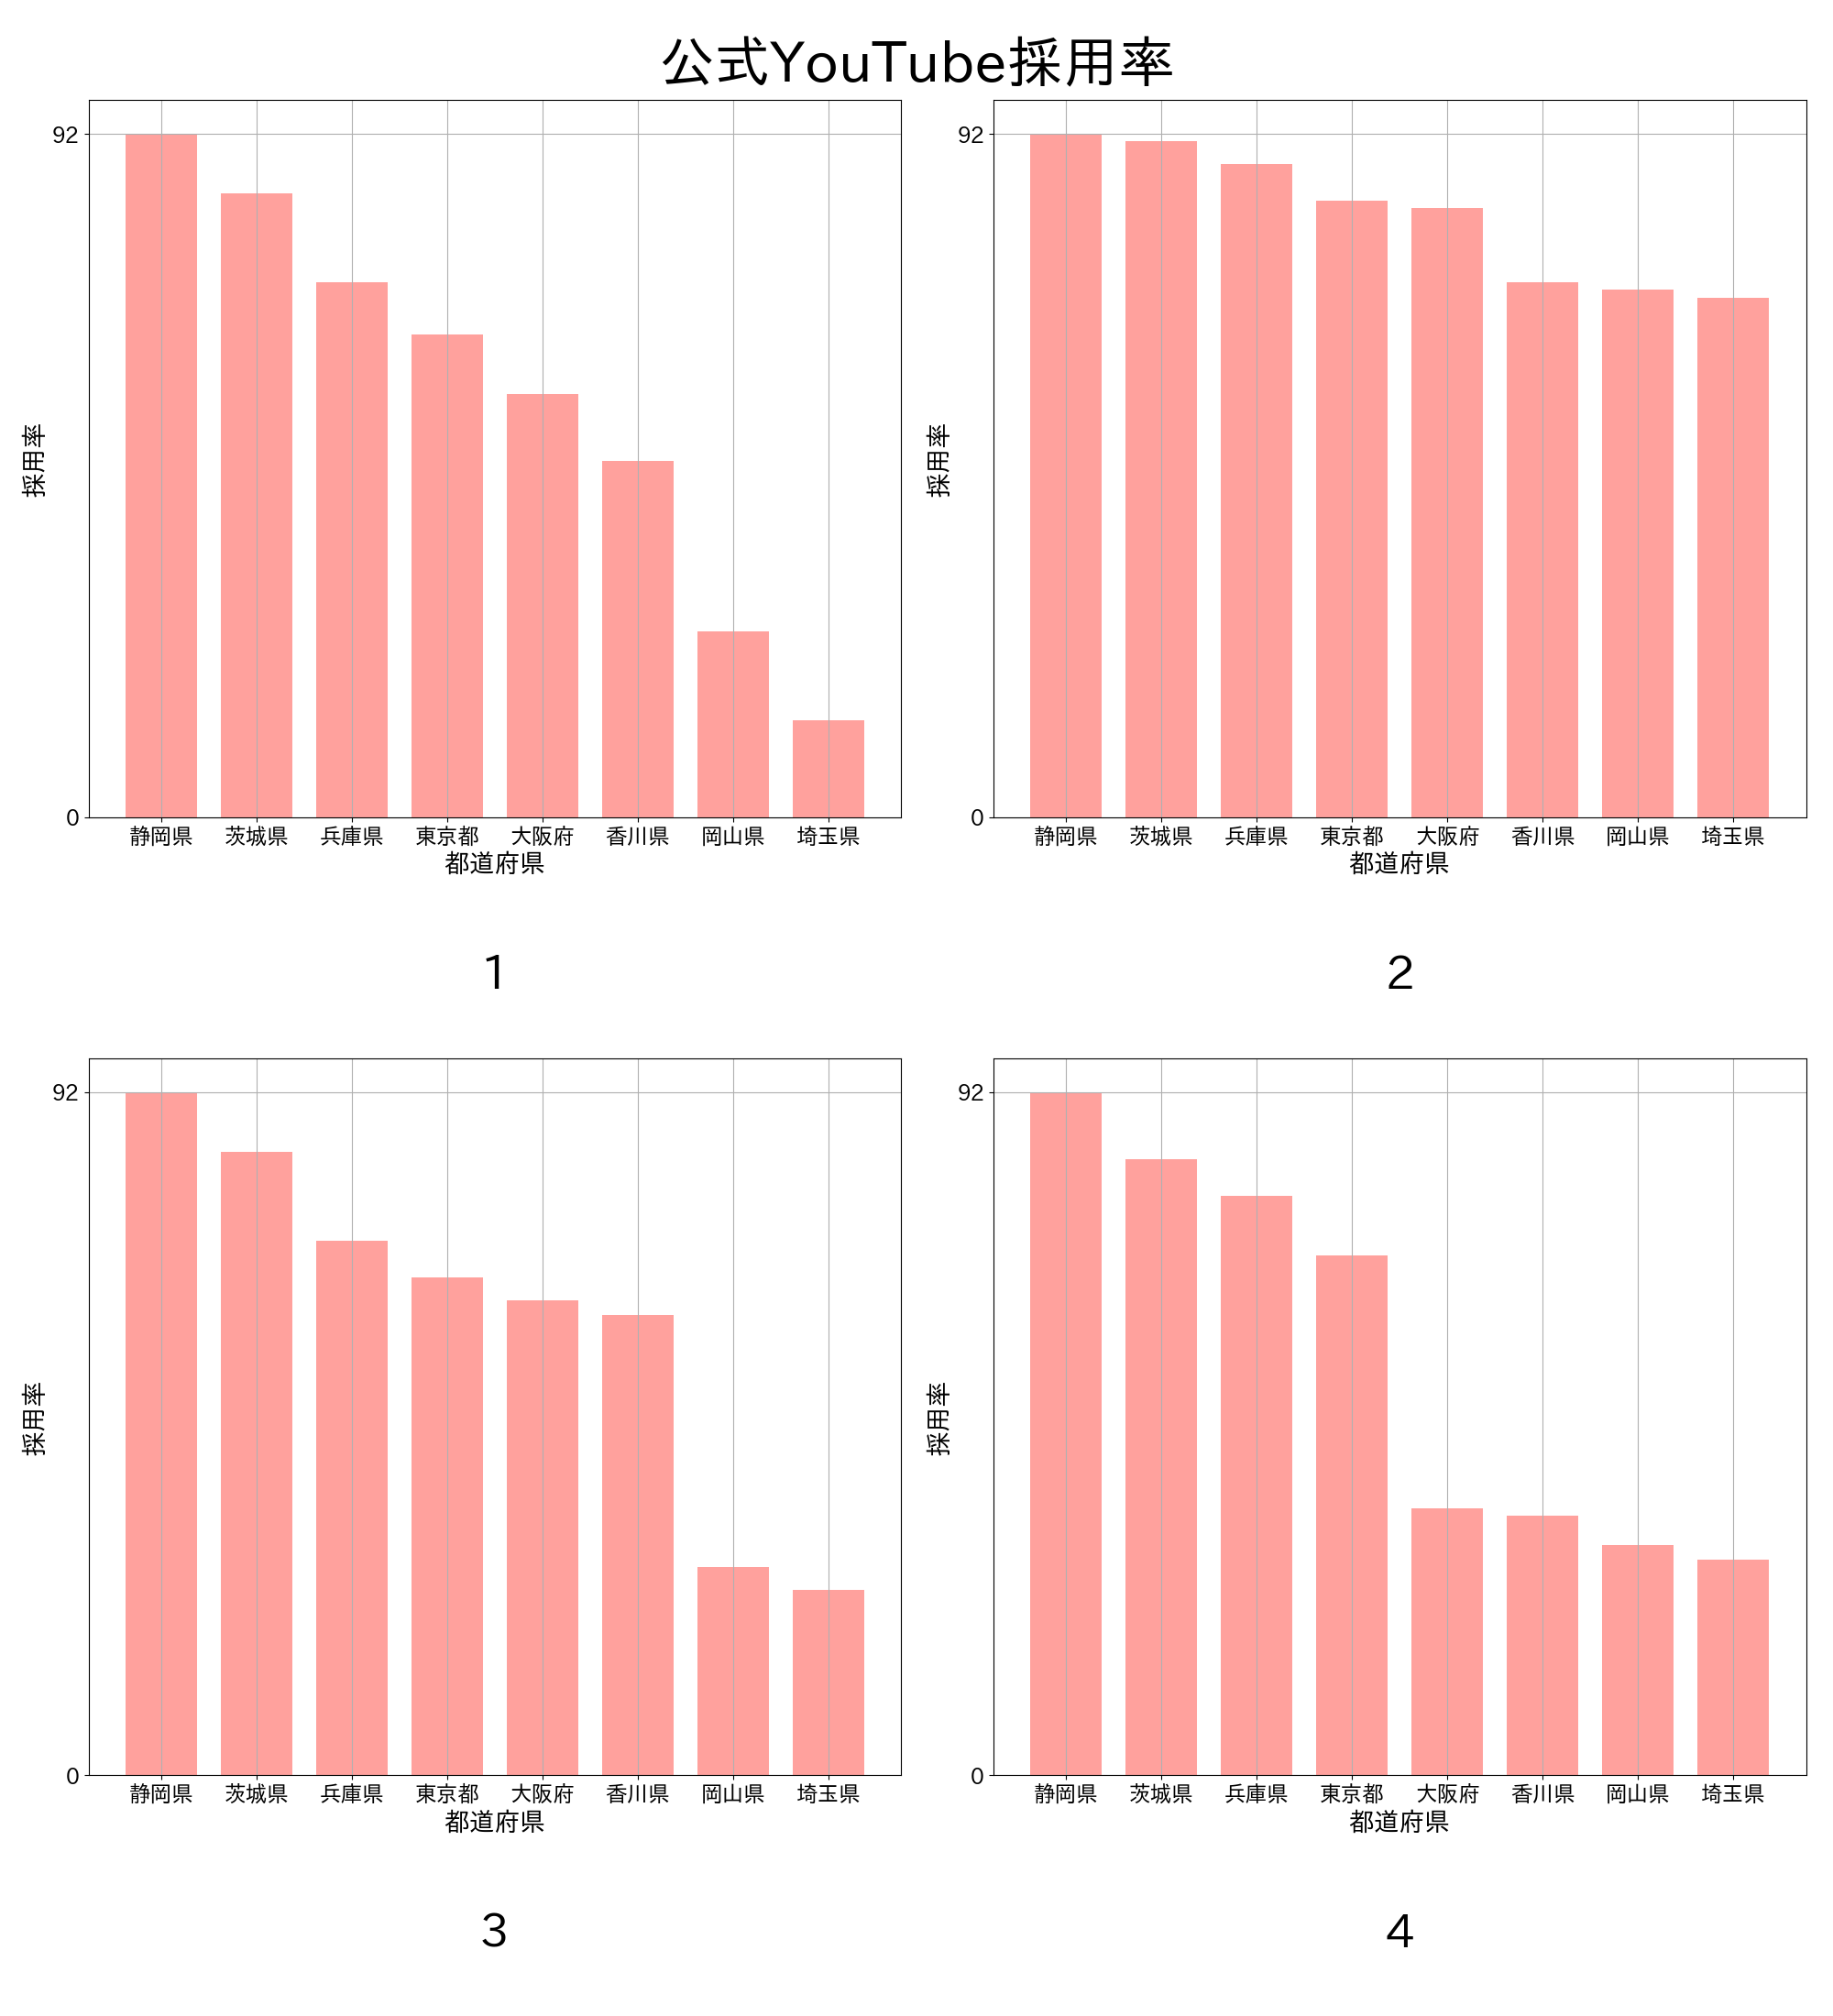 公式YouTube採用率
92
0
採用率
静岡県 茨城県 兵庫県 東京都 大阪府 香川県 岡山県 埼玉県
都道府県
1
92
0
採用率
静岡県 茨城県 兵庫県 東京都 大阪府 香川県 岡山県 埼玉県
都道府県
2
92
0
採用率
静岡県 茨城県 兵庫県 東京都 大阪府 香川県 岡山県 埼玉県
都道府県
3
92
0
採用率
静岡県 茨城県 兵庫県 東京都 大阪府 香川県 岡山県 埼玉県
都道府県
4